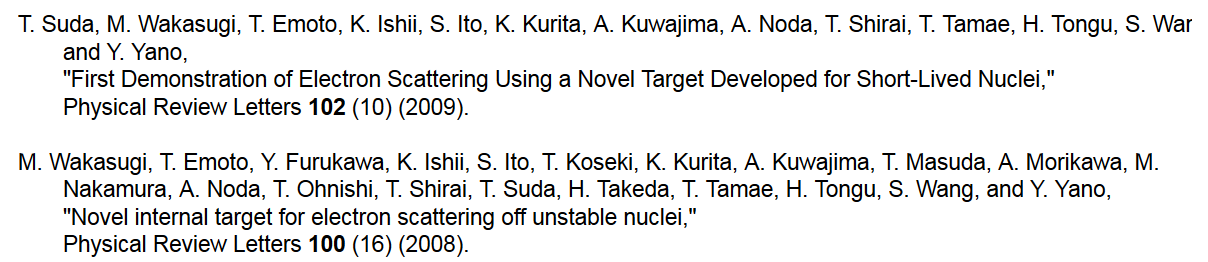 T. Suda, M. Wakasugi, T. Emoto, K. Ishii, S. Ito, K. Kurita, A. Kuwajima, A. Noda, T. Shirai, T. Tamae, H. Tongu, S.
and Y. Yano,
"First Demonstration of Electron Scattering Using a Novel Target Developed for Short-Lived Nuclei,"
Physical Review Letters 102 (10) (2009).
M. Wakasugi, T. Emoto, Y. Furukawa, K. Ishii, S. Ito, T. Koseki, K. Kurita, A. Kuwajima, T. Masuda, A. Morikawa, M.
Nakamura, A. Noda, T. Ohnishi, T. Shirai, T. Suda, H. Takeda, T. Tamae, H. Tongu, S. Wang, and Y. Yano,
"Novel internal target for electron scattering off unstable nuclei,"
Physical Review Letters 100 (16) (2008).